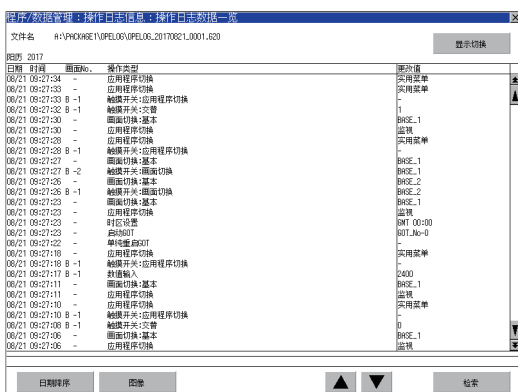 程序/数据管理：操作日志信息：操作日志数据一览
文件名 A:\PACKAGE1\OPELOG\OPELOG_20170821_0001.G2O
显示切换
阳历 2017
日期 时间 画面No. 操作类型 更改值
08/21 09:27:34 - 应用程序切换 实用菜单
08/21 09:27:33 - 应用程序切换 实用菜单
08/21 09:27:33 B -1 触摸开关:应用程序切换 -
08/21 09:27:32 B -1 触摸开关:交替 1
08/21 09:27:30 - 画面切换:基本 BASE_1
08/21 09:27:30 - 应用程序切换 监视
08/21 09:27:28 - 应用程序切换 实用菜单
08/21 09:27:28 B -1 触摸开关:应用程序切换 -
08/21 09:27:27 - 画面切换:基本 BASE_1
08/21 09:27:27 B -2 触摸开关:画面切换 BASE_1
08/21 09:27:26 - 画面切换:基本 BASE_2
08/21 09:27:26 B -1 触摸开关:画面切换 BASE_2
08/21 09:27:23 - 画面切换:基本 BASE_1
08/21 09:27:23 - 应用程序切换 监视
08/21 09:27:23 - 时区设置 GMT 00:00
08/21 09:27:23 - 启动GOT GOT_No-0
08/21 09:27:22 - 单纯重启GOT -
08/21 09:27:18 - 应用程序切换 实用菜单
08/21 09:27:18 B -1 触摸开关:应用程序切换 -
08/21 09:27:17 B -1 数值输入 2400
08/21 09:27:11 - 画面切换:基本 BASE_1
08/21 09:27:11 - 应用程序切换 监视
08/21 09:27:10 - 应用程序切换 实用菜单
08/21 09:27:10 B -1 触摸开关:应用程序切换 -
08/21 09:27:08 B -1 触摸开关:交替 0
08/21 09:27:06 - 画面切换:基本 BASE_1
08/21 09:27:06 - 应用程序切换 监视
日期降序 图像 ▲ ▼ 检索